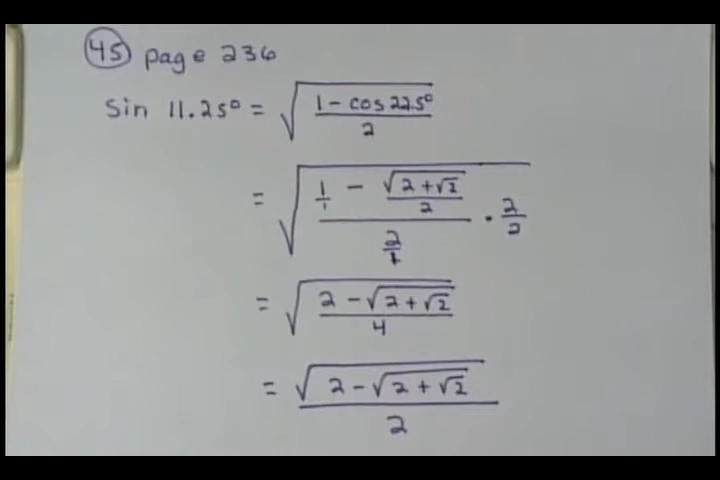 45 page 236
Sin 11.25° = √((1 - cos 22.5°)/2)
= √((1/1 - √(2 + √2)/2)/(2/1) · 2/2)
= √((2 - √(2 + √2))/4)
= √(2 - √(2 + √2))/2